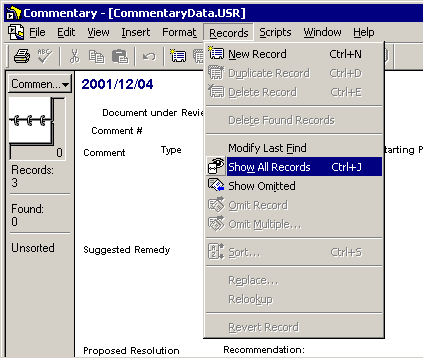 Commentary - [CommentaryData.USR]
File Edit View Insert Format Records Scripts Window Help
Commen...
0
Records:
3
Found:
0
Unsorted
2001/12/04
Document under Revie
Comment #
Comment
Type
tarting P
Suggested Remedy
Proposed Resolution
Recommendation:
New Record Ctrl+N
Duplicate Record Ctrl+D
Delete Record Ctrl+E
Delete Found Records
Modify Last Find
Show All Records Ctrl+J
Show Omitted
Omit Record
Omit Multiple...
Sort... Ctrl+S
Replace...
Relookup
Revert Record